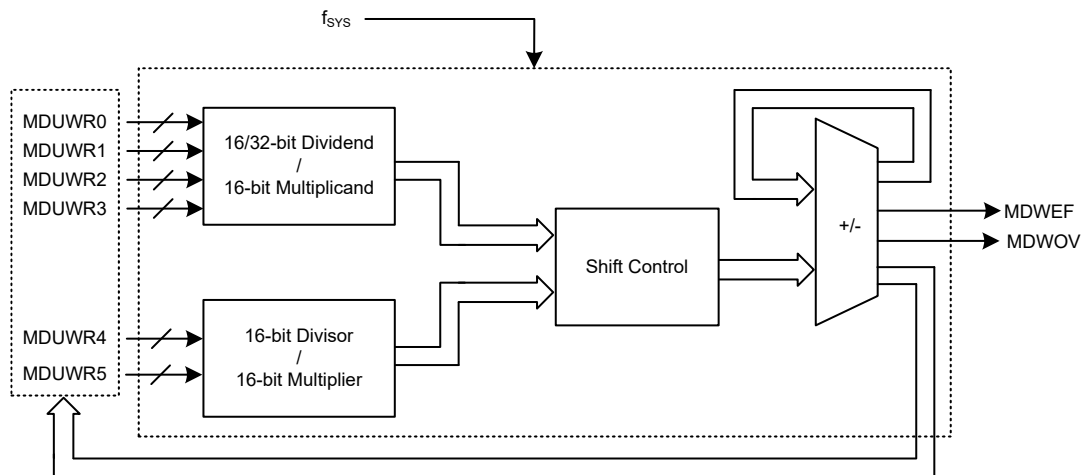 fSYS
MDUWR0
MDUWR1
MDUWR2
MDUWR3
MDUWR4
MDUWR5
16/32-bit Dividend
/
16-bit Multiplicand
16-bit Divisor
/
16-bit Multiplier
Shift Control
+/-
MDWEF
MDWOV